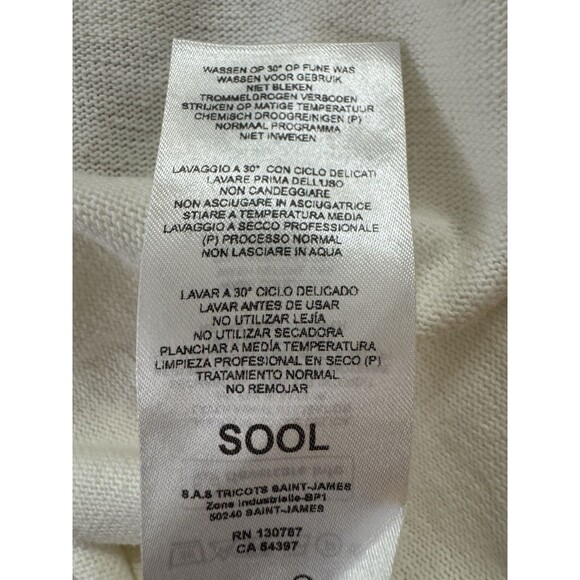 WASSEN OP 30° OP FIJNE WAS
WASSEN VOOR GEBRUIK
NIET BLEKEN
TROMMELDROGEN VERBODEN
STRIJKEN OP MATIGE TEMPERATUUR
CHEMISCH DROOGREINIGEN (P)
NORMAAL PROGRAMMA
NIET INWEKEN
LAVAGGIO A 30° CON CICLO DELICATI
LAVARE PRIMA DELL'USO
NON CANDEGGIARE
NON ASCIUGARE IN ASCIUGATRICE
STIARE A TEMPERATURA MEDIA
LAVAGGIO A SECCO PROFESSIONALE
(P) PROCESSO NORMAL
NON LASCIARE IN AQUA
LAVAR A 30° CICLO DELICADO
LAVAR ANTES DE USAR
NO UTILIZAR LEJÍA
NO UTILIZAR SECADORA
PLANCHAR A MEDÍA TEMPERATURA
LIMPIEZA PROFESIONAL EN SECO (P)
TRATAMIENTO NORMAL
NO REMOJAR
SOOL
S.A.S TRICOTS SAINT-JAMES
Zone Industrielle-BP1
50240 SAINT-JAMES
RN 130787
CA 54397